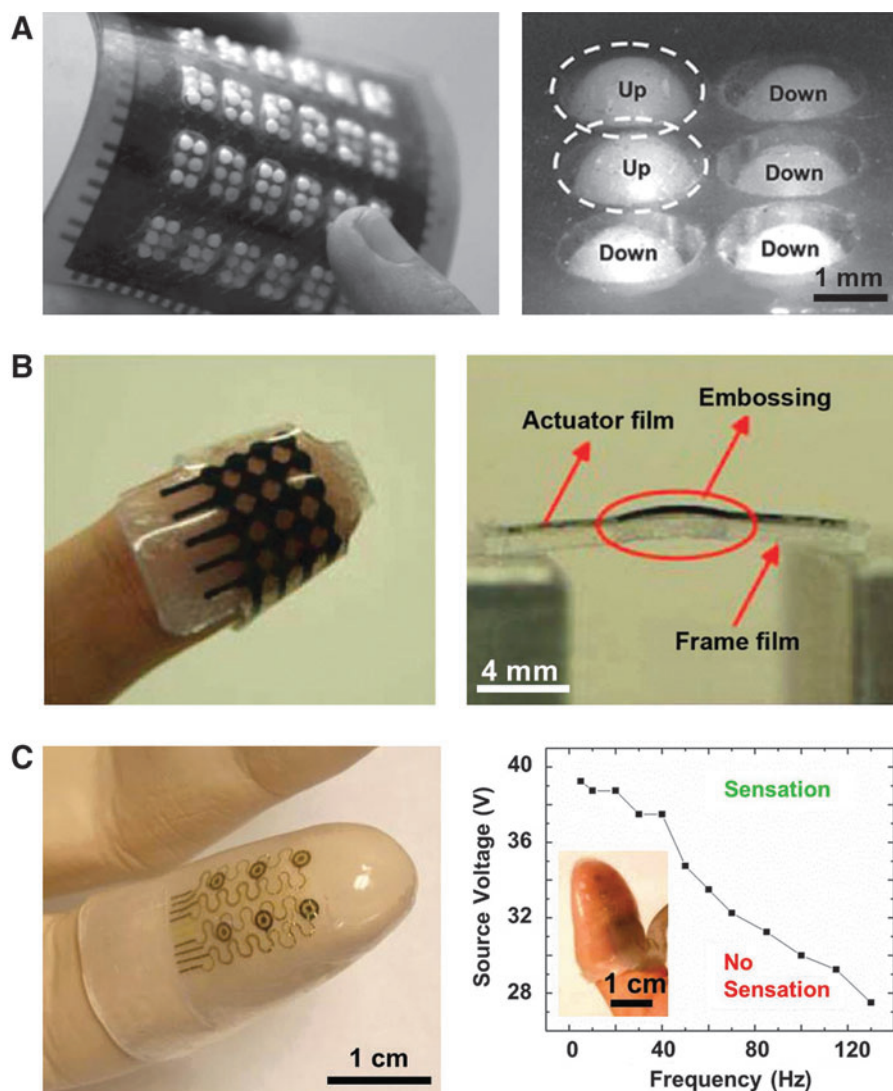 A
Up
Down
Up
Down
Down
Down
1 mm
B
Actuator film
Embossing
Frame film
4 mm
C
1 cm
Source Voltage (V)
40
36
32
28
Sensation
No
Sensation
1 cm
0 40 80 120
Frequency (Hz)